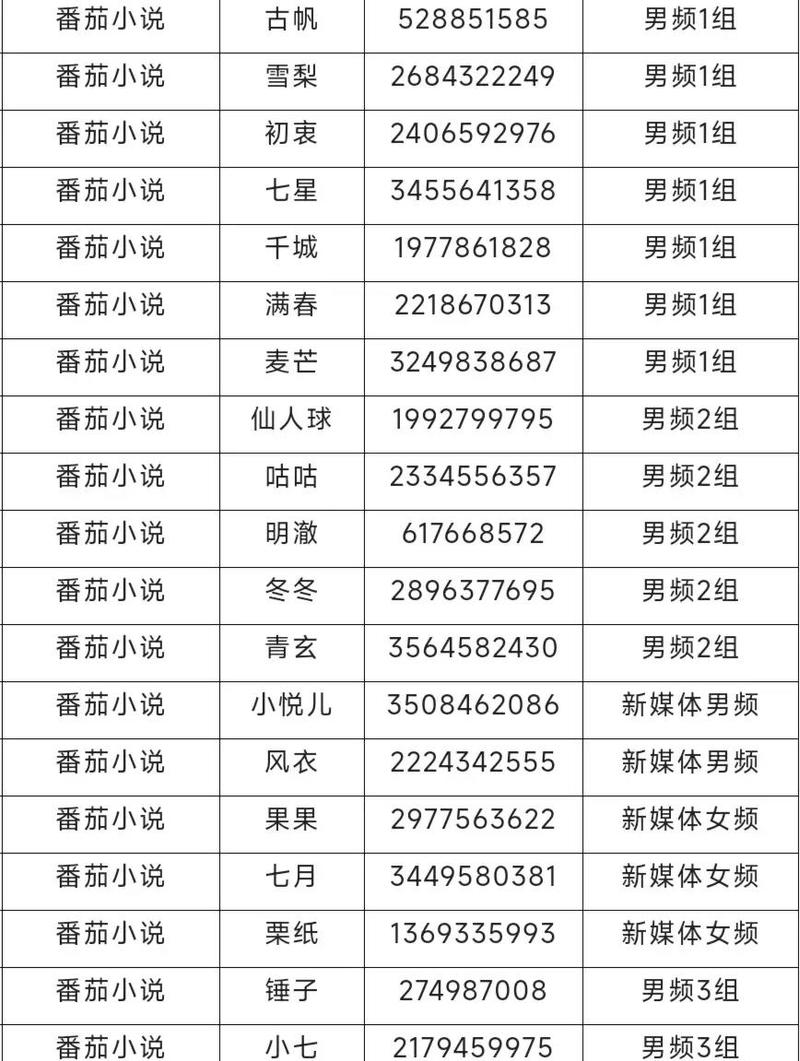 番茄小说 古帆 528851585 男频1组
番茄小说 雪梨 2684322249 男频1组
番茄小说 初衷 2406592976 男频1组
番茄小说 七星 3455641358 男频1组
番茄小说 千城 1977861828 男频1组
番茄小说 满春 2218670313 男频1组
番茄小说 麦芒 3249838687 男频1组
番茄小说 仙人球 1992799795 男频2组
番茄小说 咕咕 2334556357 男频2组
番茄小说 明澈 617668572 男频2组
番茄小说 冬冬 2896377695 男频2组
番茄小说 青玄 3564582430 男频2组
番茄小说 小悦儿 3508462086 新媒体男频
番茄小说 风衣 2224342555 新媒体男频
番茄小说 果果 2977563622 新媒体女频
番茄小说 七月 3449580381 新媒体女频
番茄小说 栗纸 1369335993 新媒体女频
番茄小说 锤子 274987008 男频3组
番茄小说 小七 2179459975 男频3组